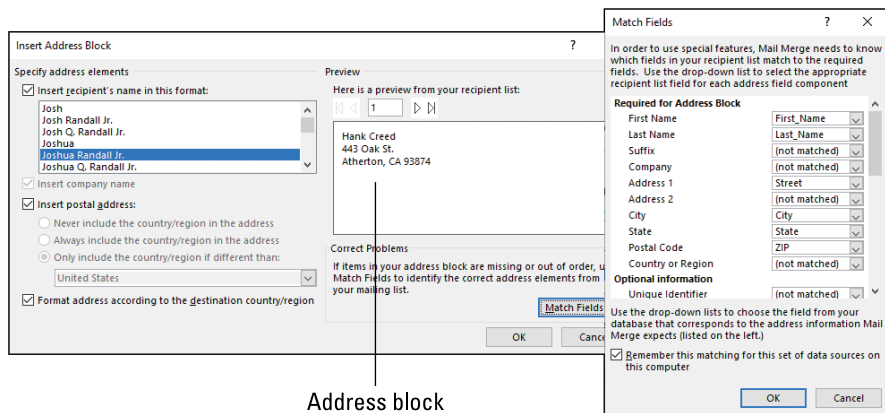 Insert Address Block
?
Specify address elements
Insert recipient's name in this format:
Josh
Josh Randall Jr.
Josh Q. Randall Jr.
Joshua
Joshua Randall Jr.
Joshua Q. Randall Jr.
Insert company name
Insert postal address:
Never include the country/region in the address
Always include the country/region in the address
Only include the country/region if different than:
United States
Format address according to the destination country/region
Preview
Here is a preview from your recipient list:
1
Hank Creed
443 Oak St.
Atherton, CA 93874
Correct Problems
If items in your address block are missing or out of order, u
Match Fields to identify the correct address elements from
your mailing list.
Match Fields
OK Canc
Address block
Match Fields ? X
In order to use special features, Mail Merge needs to know
which fields in your recipient list match to the required
fields. Use the drop-down list to select the appropriate
recipient list field for each address field component
Required for Address Block
First Name First_Name
Last Name Last_Name
Suffix (not matched)
Company (not matched)
Address 1 Street
Address 2 (not matched)
City City
State State
Postal Code ZIP
Country or Region (not matched)
Optional information
Unique Identifier (not matched)
Use the drop-down lists to choose the field from your
database that corresponds to the address information Mail
Merge expects (listed on the left.)
Remember this matching for this set of data sources on
this computer
OK Cancel